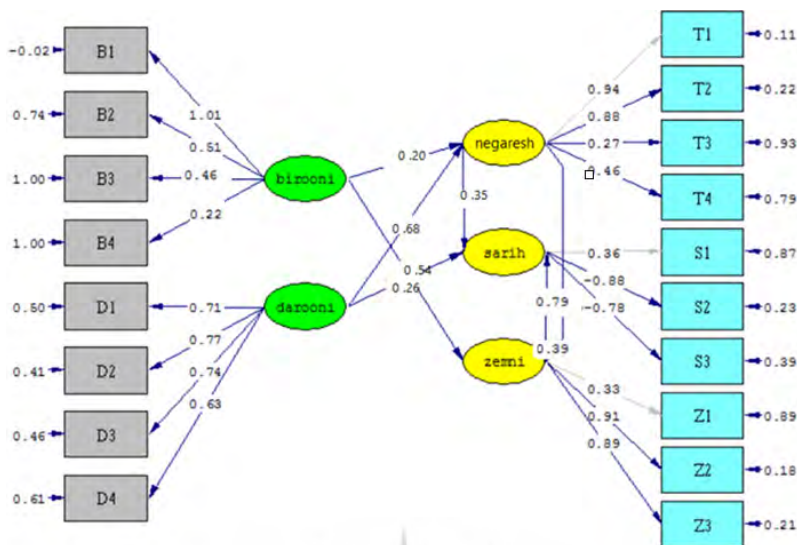 -0.02
B1
0.74
B2
1.00
B3
1.00
B4
0.50
D1
0.41
D2
0.46
D3
0.61
D4
1.01
0.51
0.46
0.22
0.71
0.77
0.74
0.63
birooni
darooni
0.20
0.68
0.54
0.26
negaresh
0.35
sarih
0.79
0.39
zemni
0.94
0.88
0.27
0.46
0.36
-0.88
-0.78
0.33
0.91
0.89
T1
0.11
T2
0.22
T3
0.93
T4
0.79
S1
0.87
S2
0.23
S3
0.39
Z1
0.89
Z2
0.18
Z3
0.21